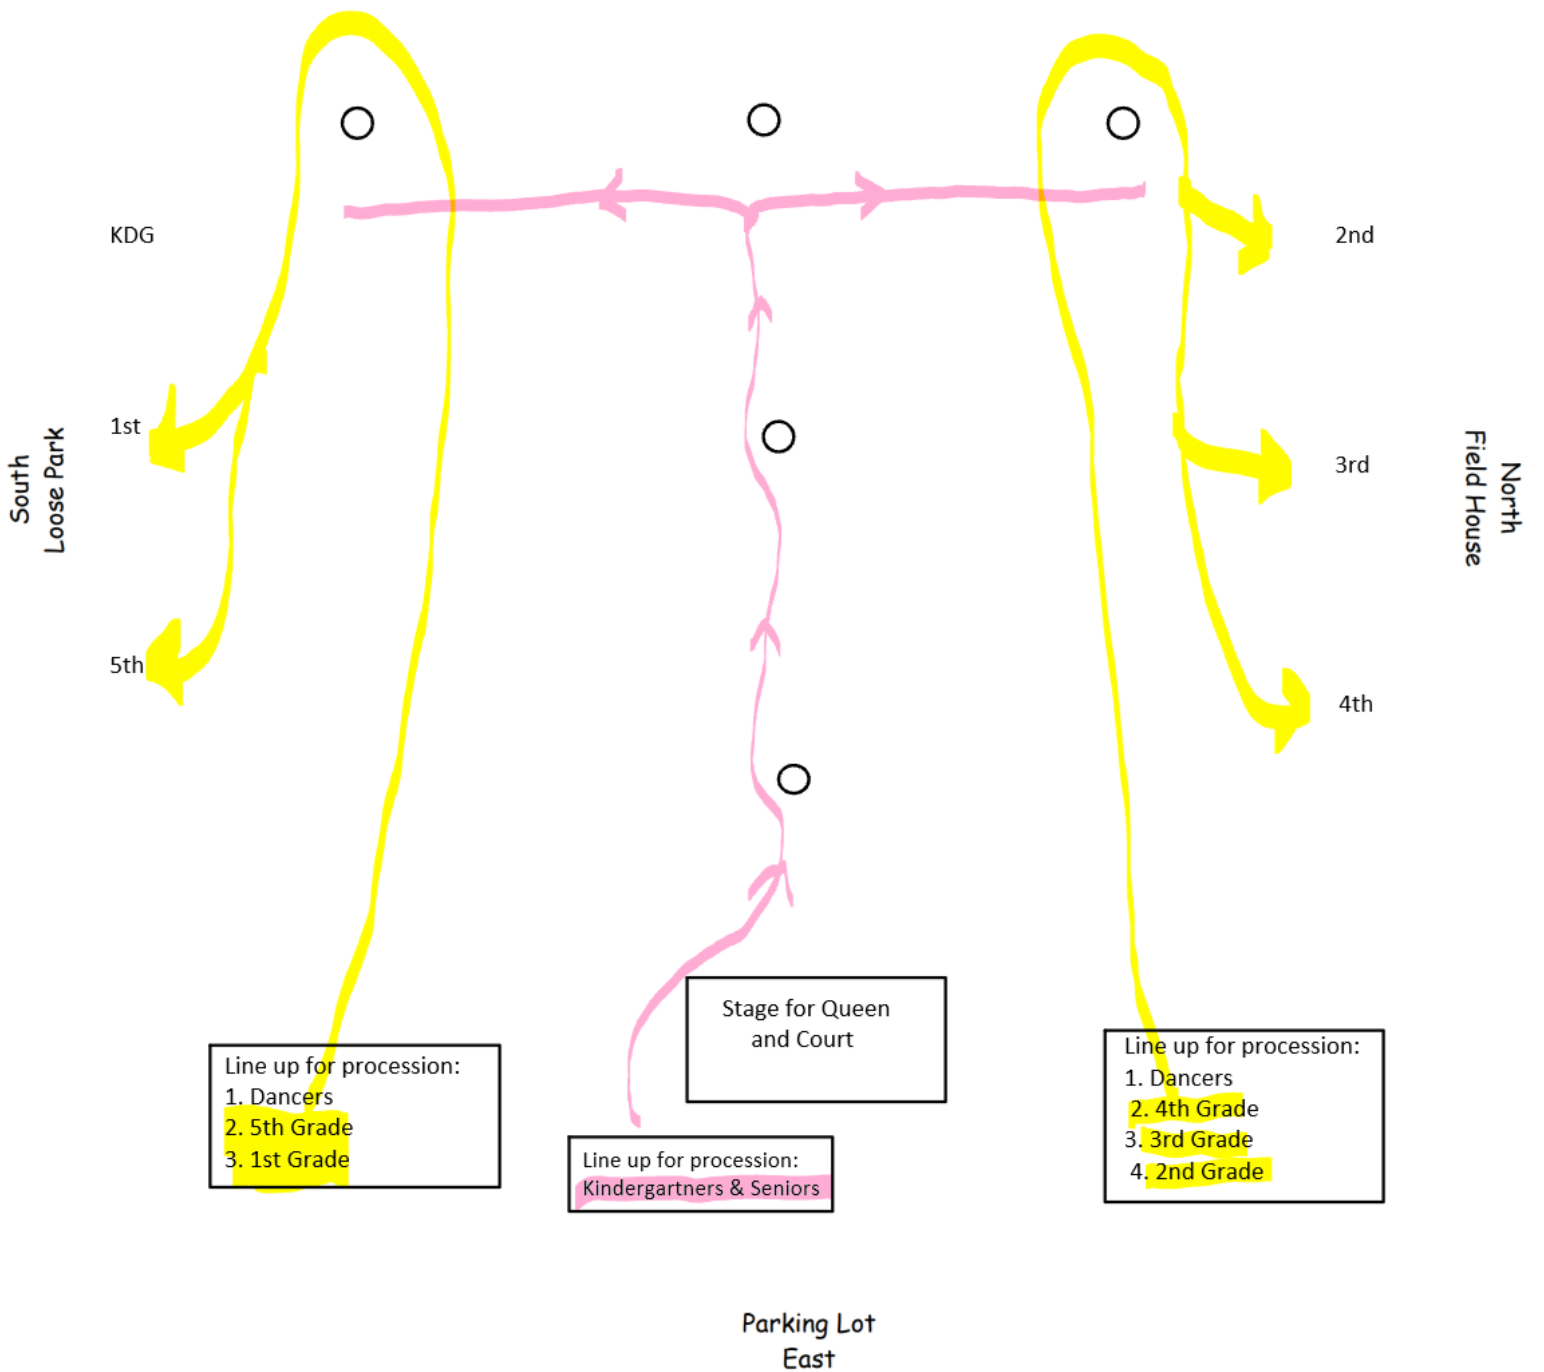 KDG
2nd
1st
3rd
South
Loose Park
North
Field House
5th
4th
Stage for Queen
and Court
Line up for procession:
1. Dancers
2. 5th Grade
3. 1st Grade
Line up for procession:
Kindergartners & Seniors
Line up for procession:
1. Dancers
2. 4th Grade
3. 3rd Grade
4. 2nd Grade
Parking Lot
East